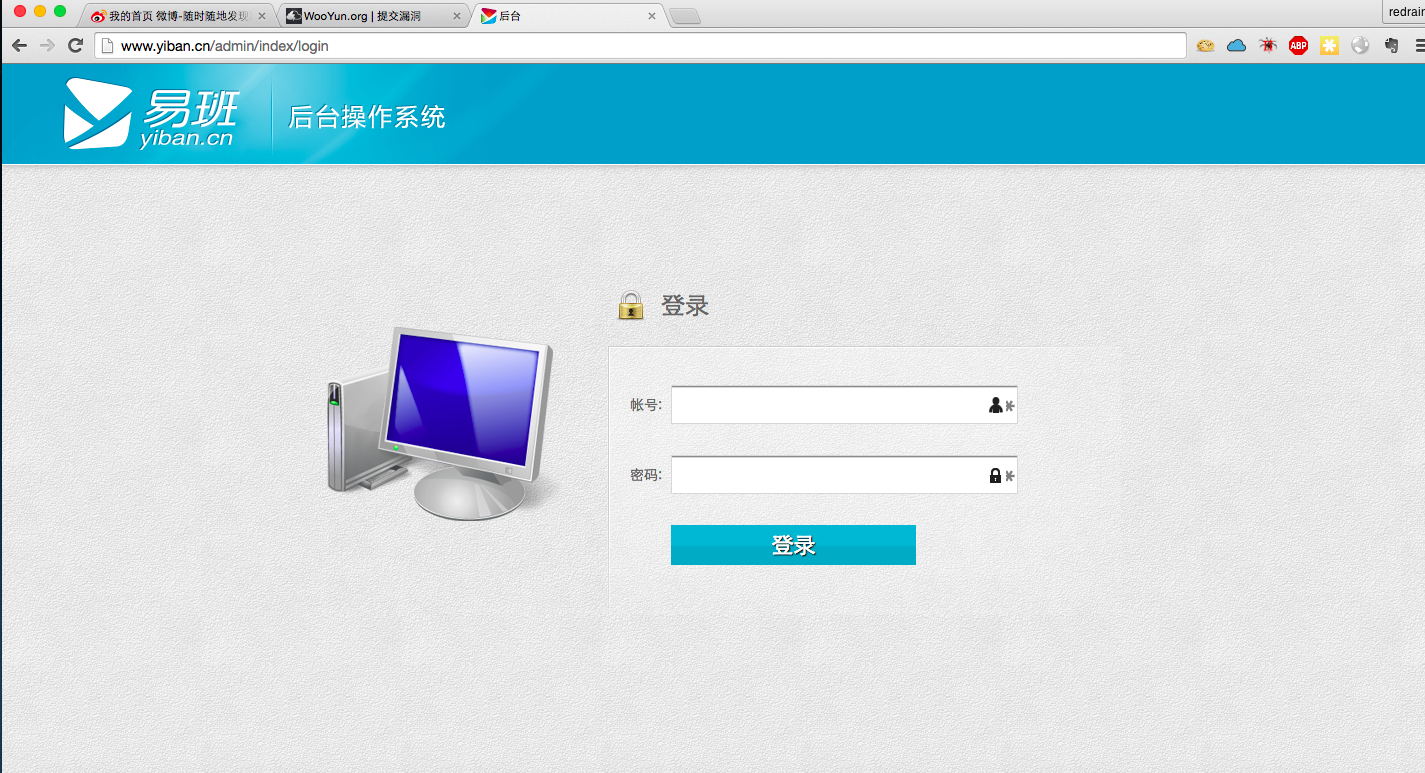 我的首页 微博-随时随地发现
WooYun.org | 提交漏洞
后台
redrain
www.yiban.cn/admin/index/login
ABP
易班
yiban.cn
后台操作系统
登录
帐号:
密码:
登录